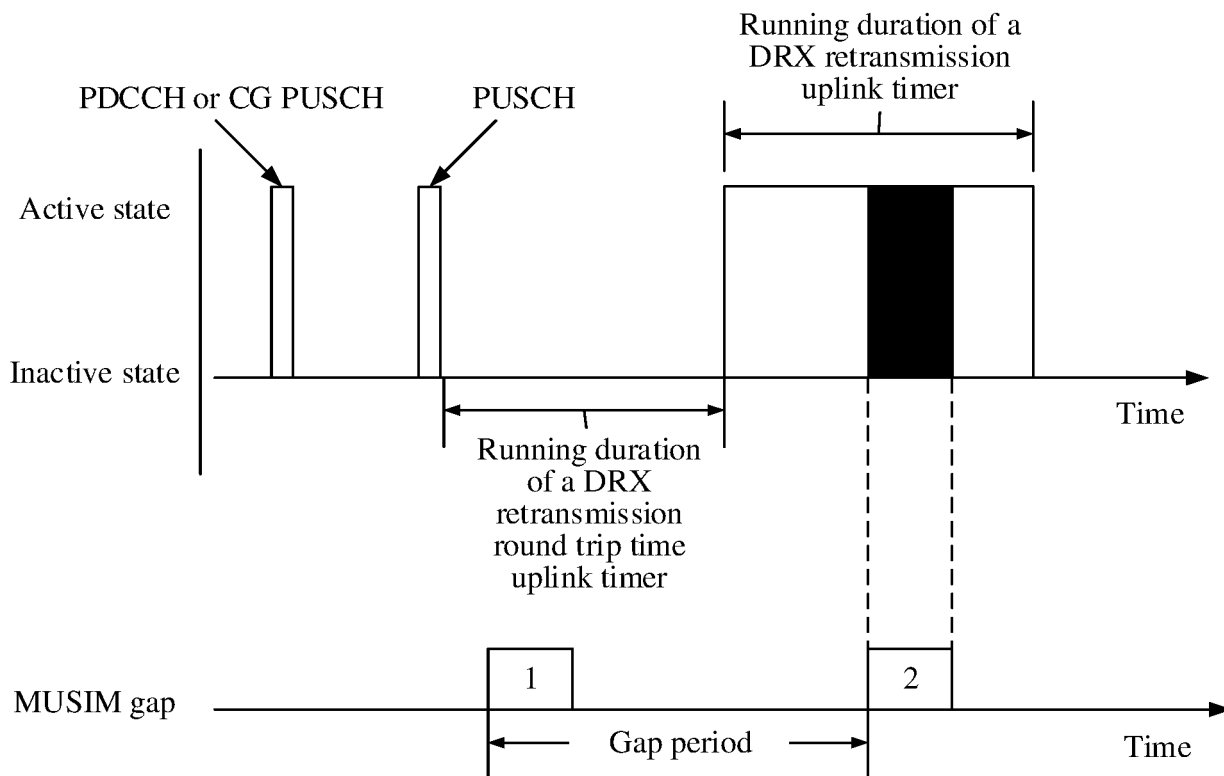 Running duration of a
DRX retransmission
uplink timer
PDCCH or CG PUSCH
PUSCH
Active state
Inactive state
Time
Running duration
of a DRX
retransmission
round trip time
uplink timer
1
2
MUSIM gap
Gap period
Time